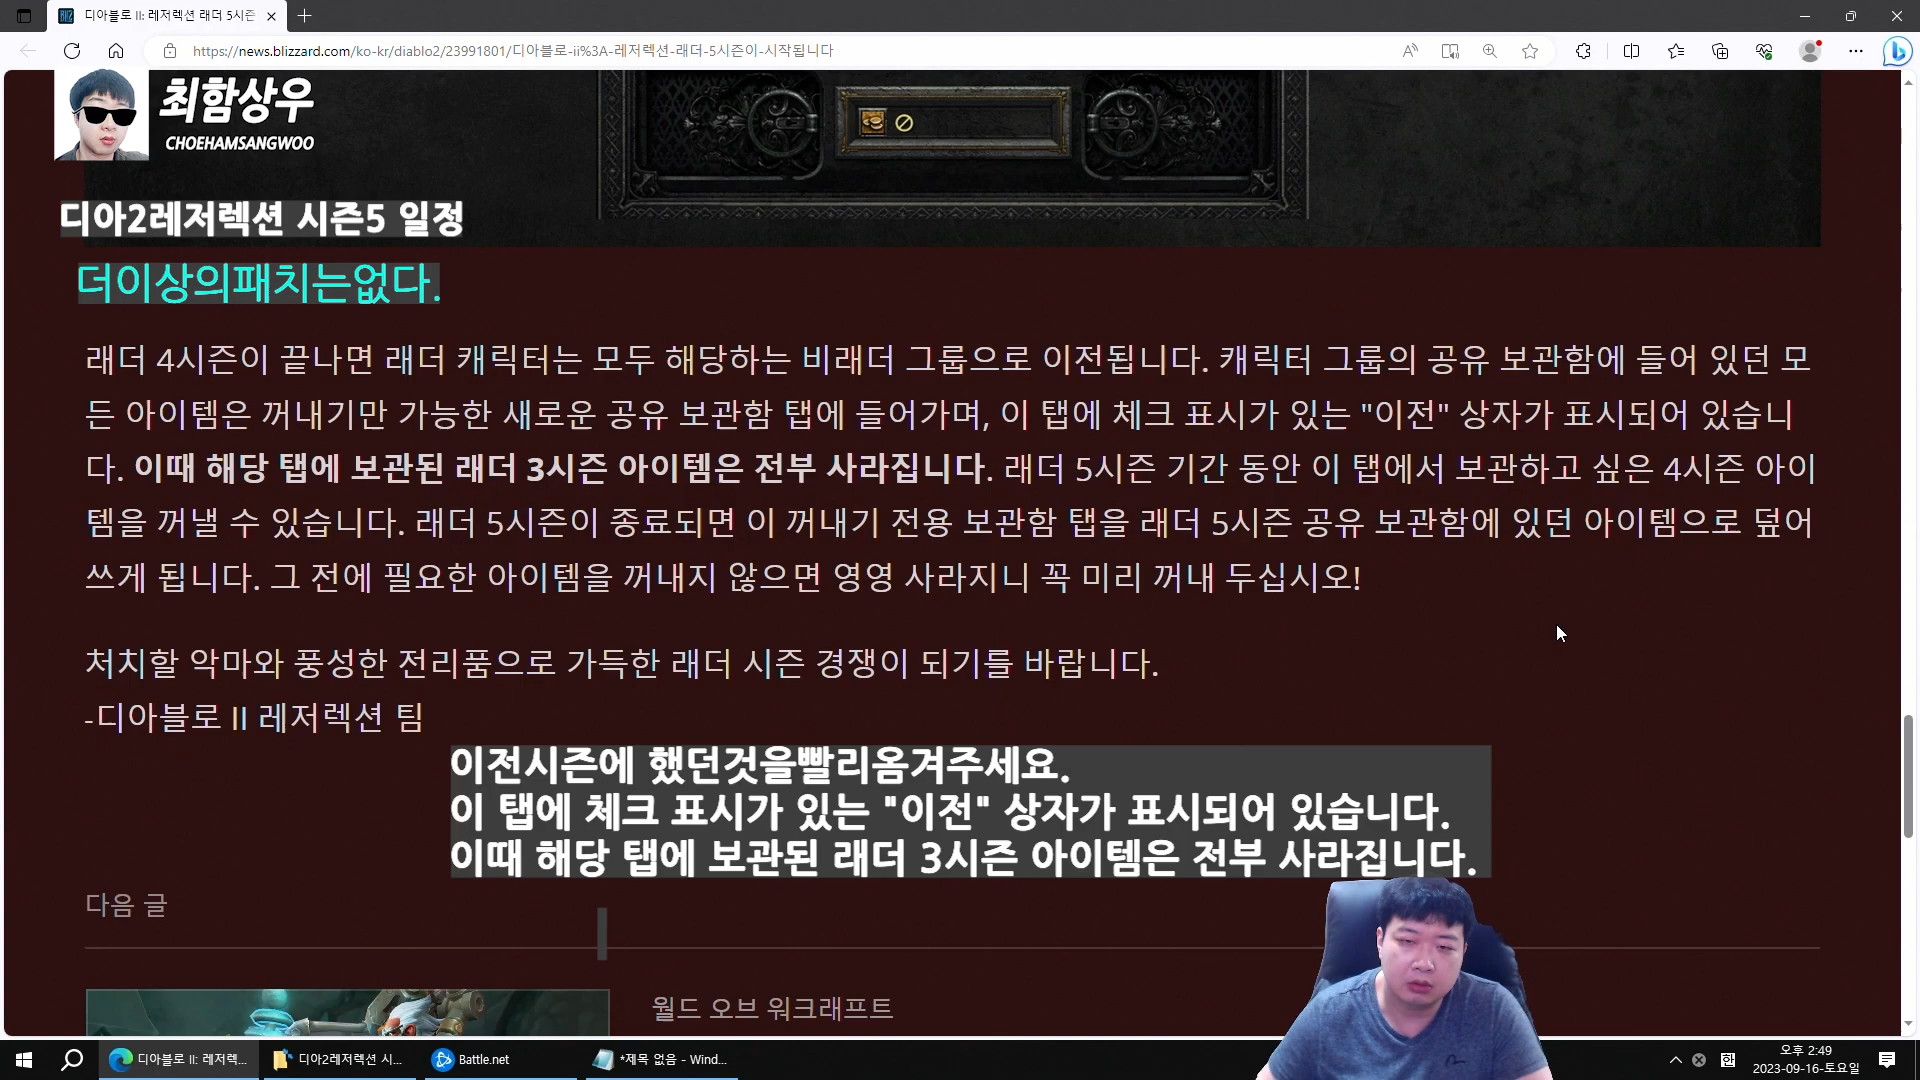 디아블로 II: 레저렉션 래더 5시즌
https://news.blizzard.com/ko-kr/diablo2/23991801/디아블로-ii%3A-레저렉션-래더-5시즌이-시작됩니다
최함상우
CHOEHAMSANGWOO
디아2레저렉션 시즌5 일정
더이상의패치는없다.
래더 4시즌이 끝나면 래더 캐릭터는 모두 해당하는 비래더 그룹으로 이전됩니다. 캐릭터 그룹의 공유 보관함에 들어 있던 모
든 아이템은 꺼내기만 가능한 새로운 공유 보관함 탭에 들어가며, 이 탭에 체크 표시가 있는 "이전" 상자가 표시되어 있습니
다. 이때 해당 탭에 보관된 래더 3시즌 아이템은 전부 사라집니다. 래더 5시즌 기간 동안 이 탭에서 보관하고 싶은 4시즌 아이
템을 꺼낼 수 있습니다. 래더 5시즌이 종료되면 이 꺼내기 전용 보관함 탭을 래더 5시즌 공유 보관함에 있던 아이템으로 덮어
쓰게 됩니다. 그 전에 필요한 아이템을 꺼내지 않으면 영영 사라지니 꼭 미리 꺼내 두십시오!
처치할 악마와 풍성한 전리품으로 가득한 래더 시즌 경쟁이 되기를 바랍니다.
-디아블로 II 레저렉션 팀
이전시즌에 했던것을빨리옴겨주세요.
이 탭에 체크 표시가 있는 "이전" 상자가 표시되어 있습니다.
이때 해당 탭에 보관된 래더 3시즌 아이템은 전부 사라집니다.
다음 글
월드 오브 워크래프트
디아블로 II: 레저렉...
디아2레저렉션 시...
Battle.net
*제목 없음 - Wind...
한
오후 2:49
2023-09-16-토요일